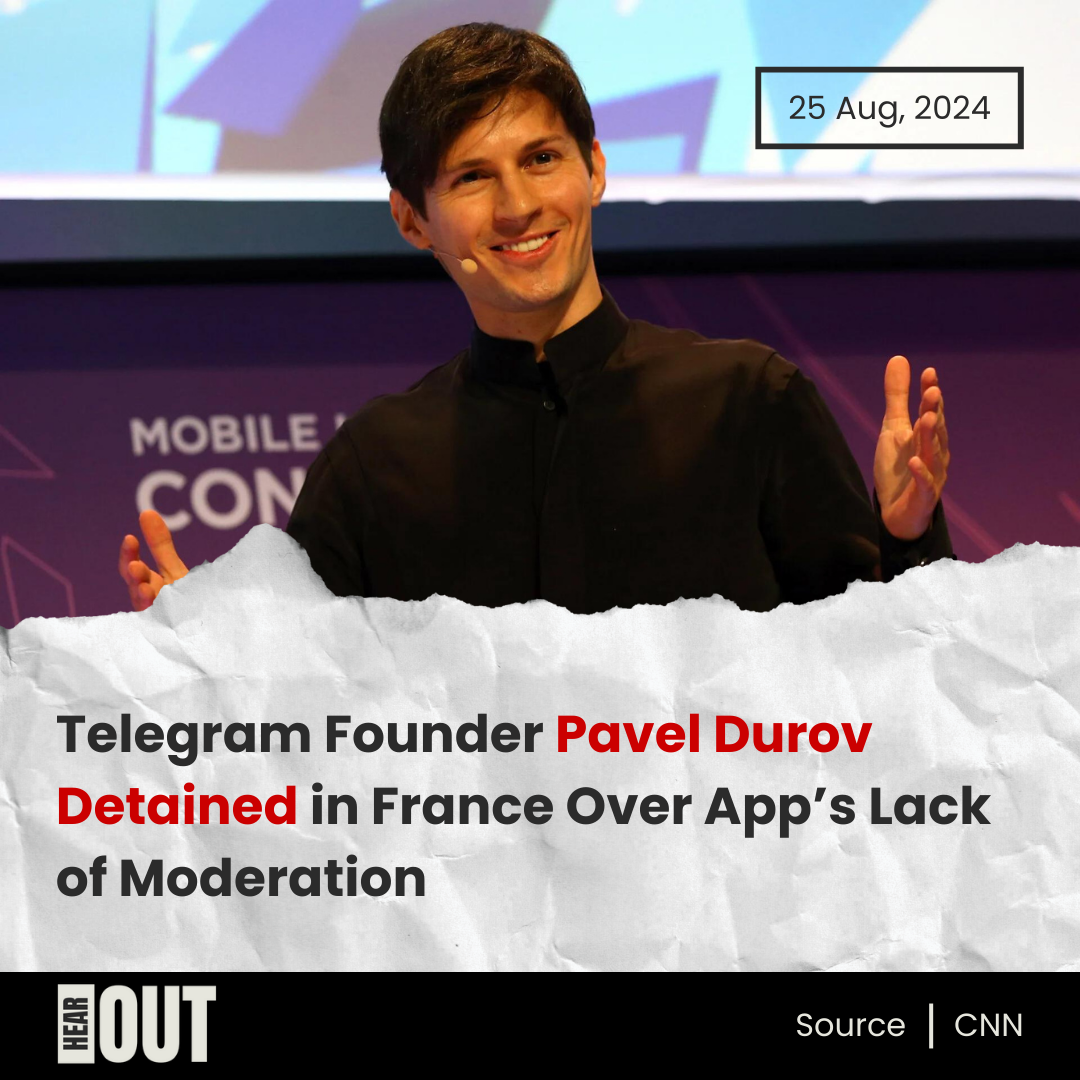 25 Aug, 2024
MOBILE
CON
Telegram Founder Pavel Durov
Detained in France Over App’s Lack
of Moderation
HEAR
OUT
Source | CNN